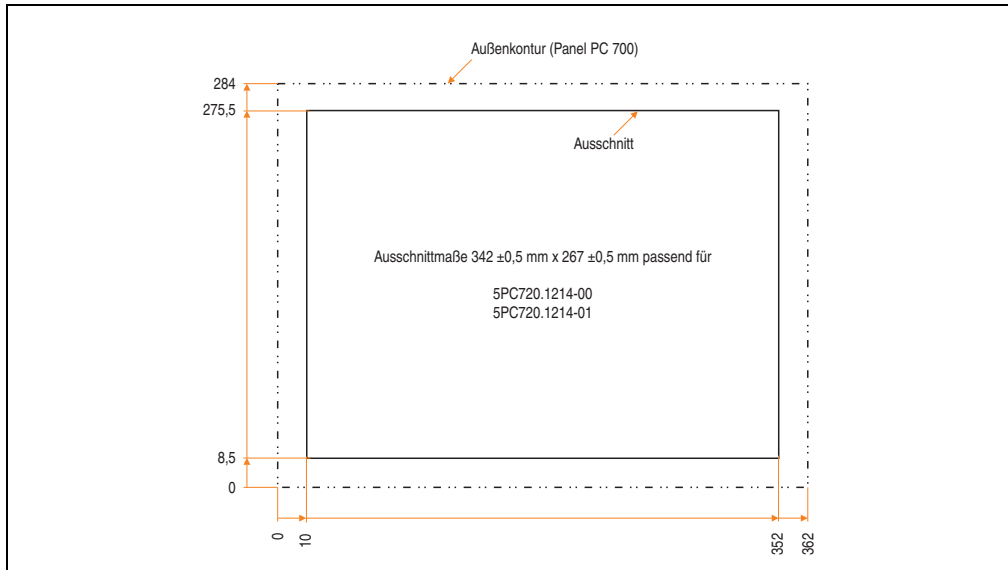 Außenkontur (Panel PC 700)
284
275,5
Ausschnitt
Ausschnittmaße 342 ±0,5 mm x 267 ±0,5 mm passend für
5PC720.1214-00
5PC720.1214-01
8,5
0
0
10
352
362